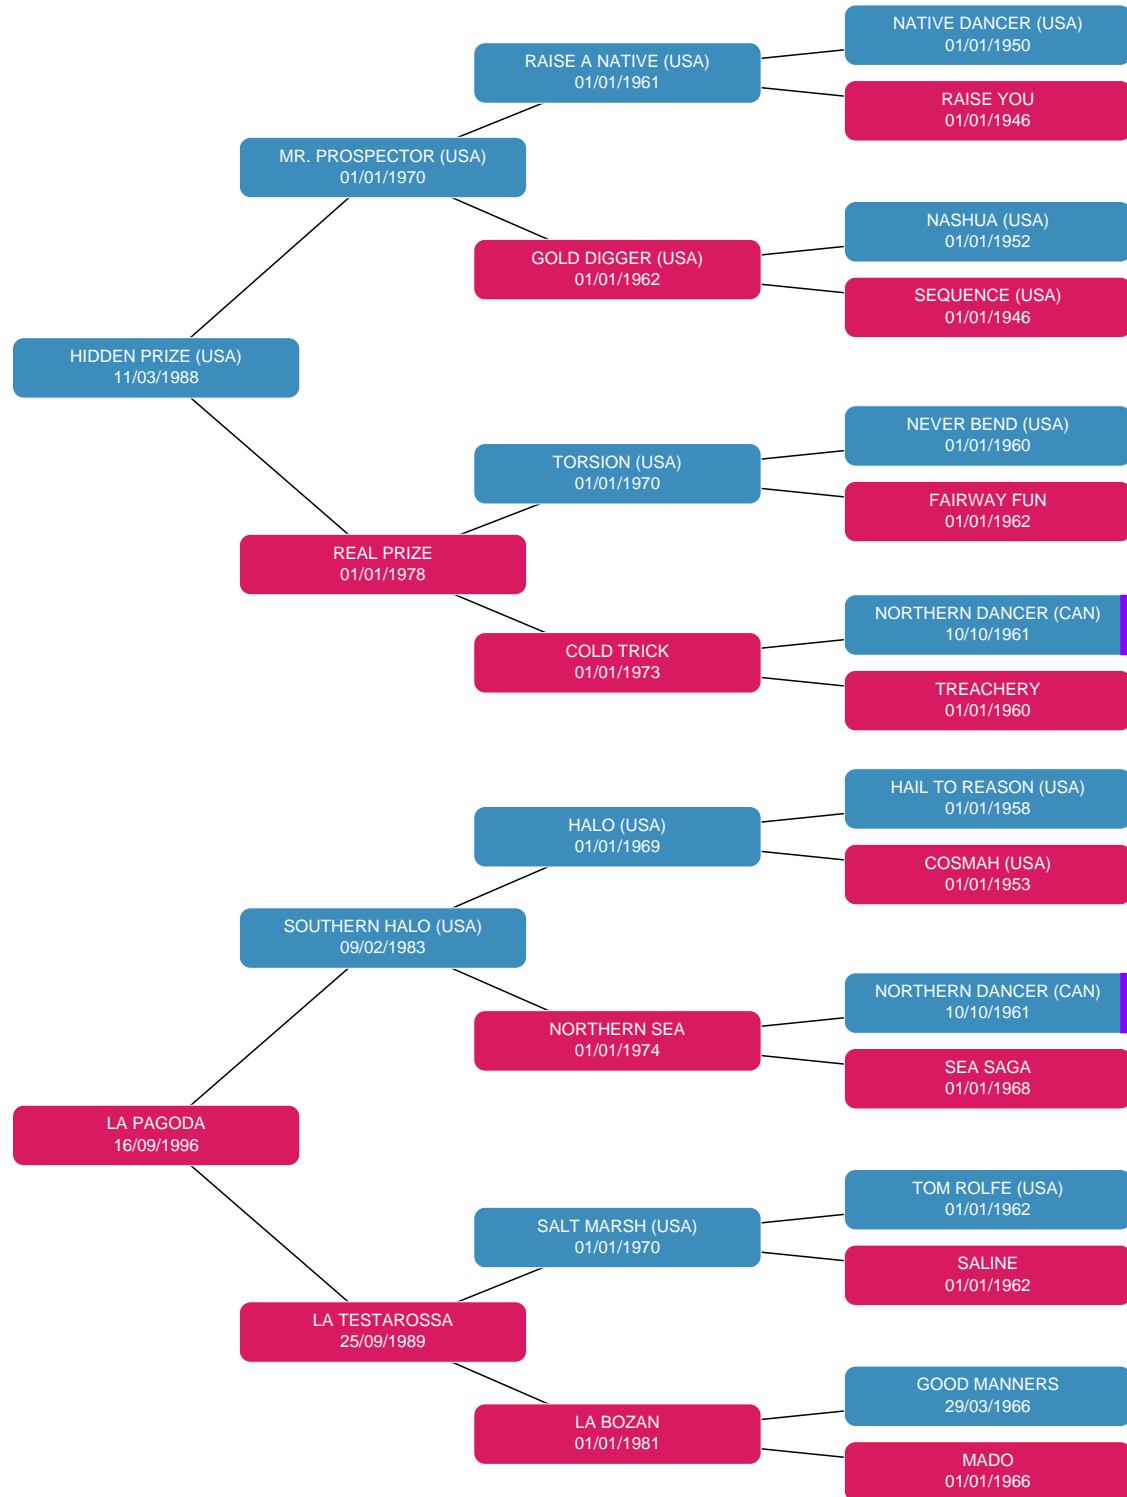 NATIVE DANCER (USA)
01/01/1950
RAISE A NATIVE (USA)
01/01/1961
RAISE YOU
01/01/1946
MR. PROSPECTOR (USA)
01/01/1970
NASHUA (USA)
01/01/1952
GOLD DIGGER (USA)
01/01/1962
SEQUENCE (USA)
01/01/1946
HIDDEN PRIZE (USA)
11/03/1988
NEVER BEND (USA)
01/01/1960
TORSION (USA)
01/01/1970
FAIRWAY FUN
01/01/1962
REAL PRIZE
01/01/1978
NORTHERN DANCER (CAN)
10/10/1961
COLD TRICK
01/01/1973
TREACHERY
01/01/1960
HAIL TO REASON (USA)
01/01/1958
HALO (USA)
01/01/1969
COSMAH (USA)
01/01/1953
SOUTHERN HALO (USA)
09/02/1983
NORTHERN DANCER (CAN)
10/10/1961
NORTHERN SEA
01/01/1974
SEA SAGA
01/01/1968
LA PAGODA
16/09/1996
TOM ROLFE (USA)
01/01/1962
SALT MARSH (USA)
01/01/1970
SALINE
01/01/1962
LA TESTAROSSA
25/09/1989
GOOD MANNERS
29/03/1966
LA BOZAN
01/01/1981
MADO
01/01/1966